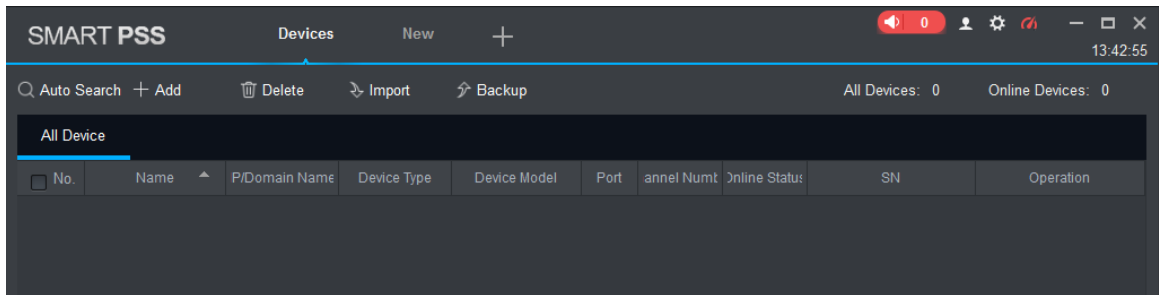 SMART PSS Devices New 0
13:42:55
Auto Search Add Delete Import Backup All Devices: 0 Online Devices: 0
All Device
No. Name P/Domain Name Device Type Device Model Port annel Numb Online Status SN Operation